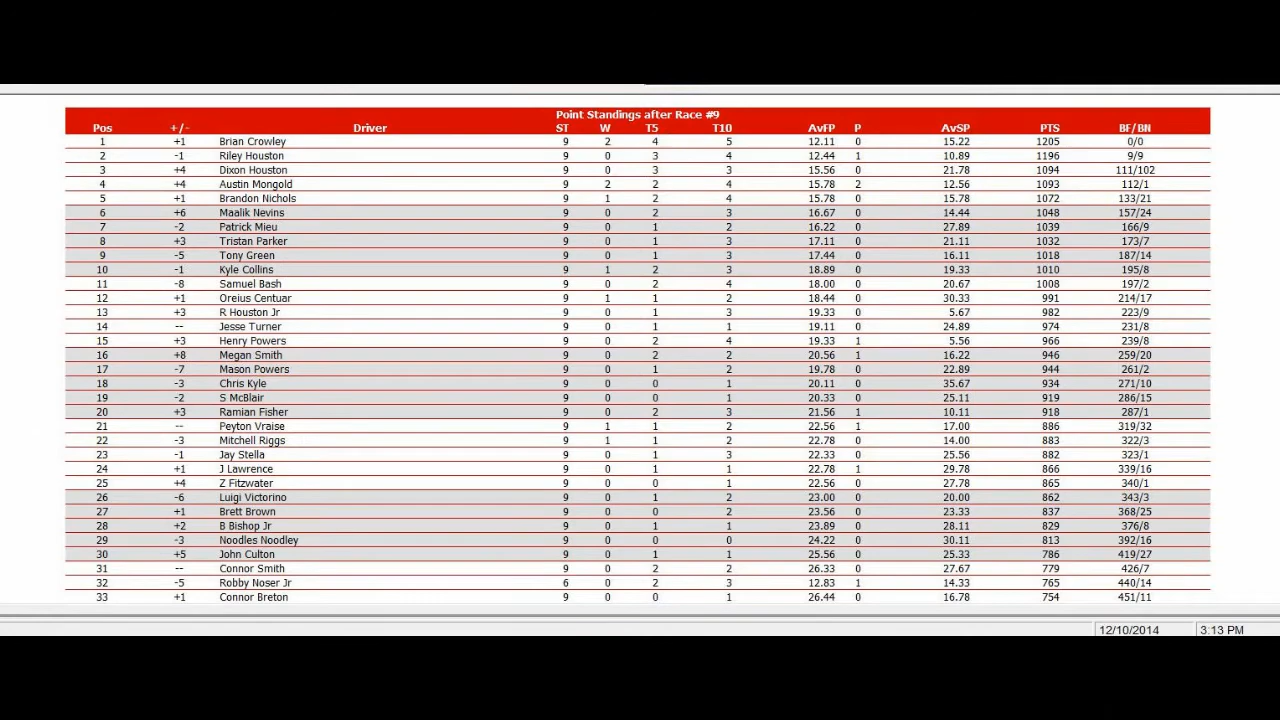 Point Standings after Race #9
Pos +/- Driver ST W T5 T10 AvFP P AvSP PTS BF/BN
1 +1 Brian Crowley 9 2 4 5 12.11 0 15.22 1205 0/0
2 -1 Riley Houston 9 0 3 4 12.44 1 10.89 1196 9/9
3 +4 Dixon Houston 9 0 3 3 15.56 0 21.78 1094 111/102
4 +4 Austin Mongold 9 2 2 4 15.78 2 12.56 1093 112/1
5 +1 Brandon Nichols 9 1 2 4 15.78 0 15.78 1072 133/21
6 +6 Maalik Nevins 9 0 2 3 16.67 0 14.44 1048 157/24
7 -2 Patrick Mieu 9 0 1 2 16.22 0 27.89 1039 166/9
8 +3 Tristan Parker 9 0 1 3 17.11 0 21.11 1032 173/7
9 -5 Tony Green 9 0 1 3 17.44 0 16.11 1018 187/14
10 -1 Kyle Collins 9 1 2 3 18.89 0 19.33 1010 195/8
11 -8 Samuel Bash 9 0 2 4 18.00 0 20.67 1008 197/2
12 +1 Oreius Centuar 9 1 1 2 18.44 0 30.33 991 214/17
13 +3 R Houston Jr 9 0 1 3 19.33 0 5.67 982 223/9
14 -- Jesse Turner 9 0 1 1 19.11 0 24.89 974 231/8
15 +3 Henry Powers 9 0 2 4 19.33 1 5.56 966 239/8
16 +8 Megan Smith 9 0 2 2 20.56 1 16.22 946 259/20
17 -7 Mason Powers 9 0 1 2 19.78 0 22.89 944 261/2
18 -3 Chris Kyle 9 0 0 1 20.11 0 35.67 934 271/10
19 -2 S McBlair 9 0 0 1 20.33 0 25.11 919 286/15
20 +3 Ramian Fisher 9 0 2 3 21.56 1 10.11 918 287/1
21 -- Peyton Vraise 9 1 1 2 22.56 1 17.00 886 319/32
22 -3 Mitchell Riggs 9 1 1 2 22.78 0 14.00 883 322/3
23 -1 Jay Stella 9 0 1 3 22.33 0 25.56 882 323/1
24 +1 J Lawrence 9 0 1 1 22.78 1 29.78 866 339/16
25 +4 Z Fitzwater 9 0 0 1 22.56 0 27.78 865 340/1
26 -6 Luigi Victorino 9 0 1 2 23.00 0 20.00 862 343/3
27 +1 Brett Brown 9 0 0 2 23.56 0 23.33 837 368/25
28 +2 B Bishop Jr 9 0 1 1 23.89 0 28.11 829 376/8
29 -3 Noodles Noodley 9 0 0 0 24.22 0 30.11 813 392/16
30 +5 John Culton 9 0 1 1 25.56 0 25.33 786 419/27
31 -- Connor Smith 9 0 2 2 26.33 0 27.67 779 426/7
32 -5 Robby Noser Jr 6 0 2 3 12.83 1 14.33 765 440/14
33 +1 Connor Breton 9 0 0 1 26.44 0 16.78 754 451/11
12/10/2014 3:13 PM